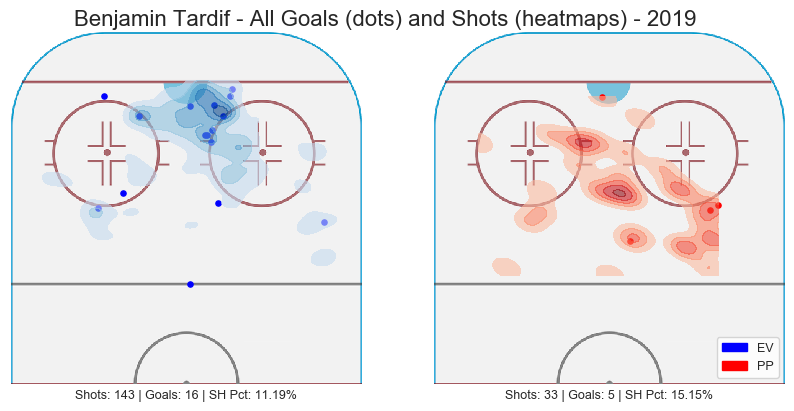 Benjamin Tardif - All Goals (dots) and Shots (heatmaps) - 2019
EV
PP
Shots: 143 | Goals: 16 | SH Pct: 11.19%
Shots: 33 | Goals: 5 | SH Pct: 15.15%